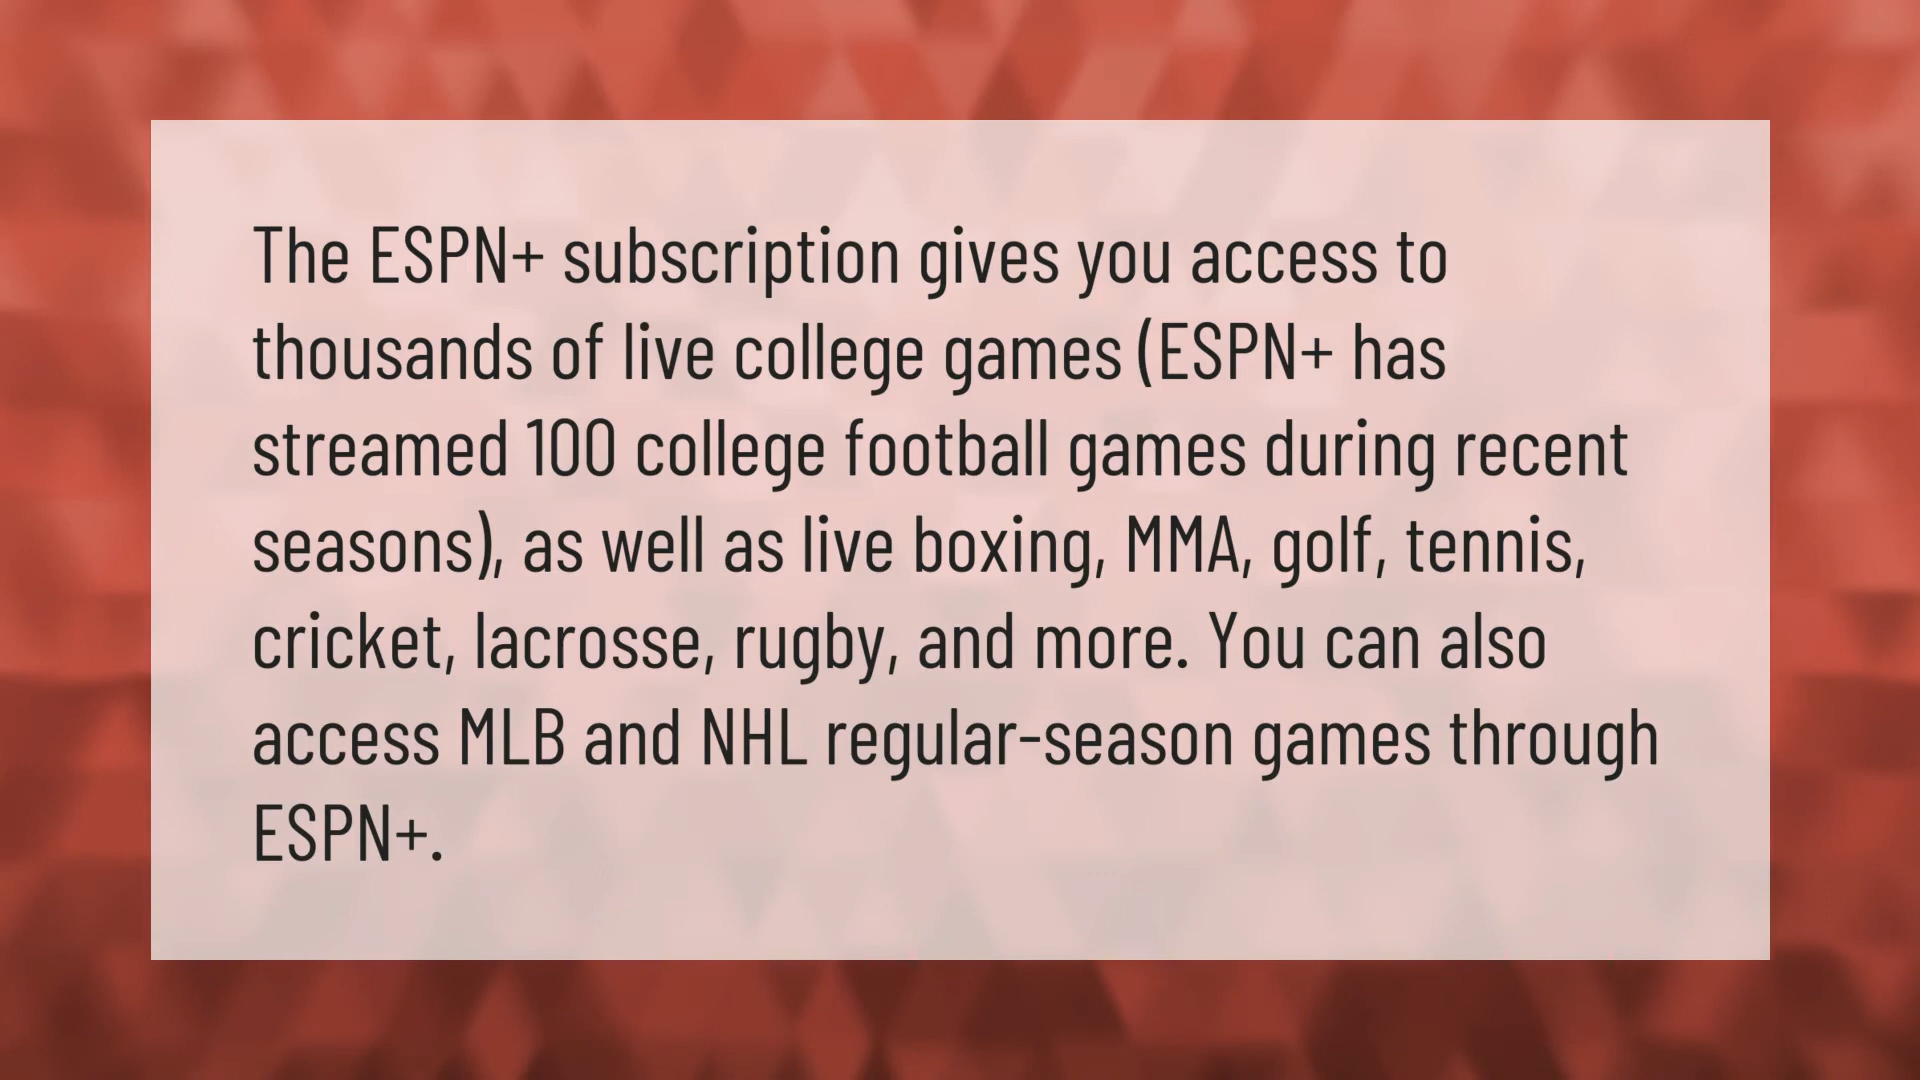 The ESPN+ subscription gives you access to
thousands of live college games (ESPN+ has
streamed 100 college football games during recent
seasons), as well as live boxing, MMA, golf, tennis,
cricket, lacrosse, rugby, and more. You can also
access MLB and NHL regular-season games through
ESPN+.